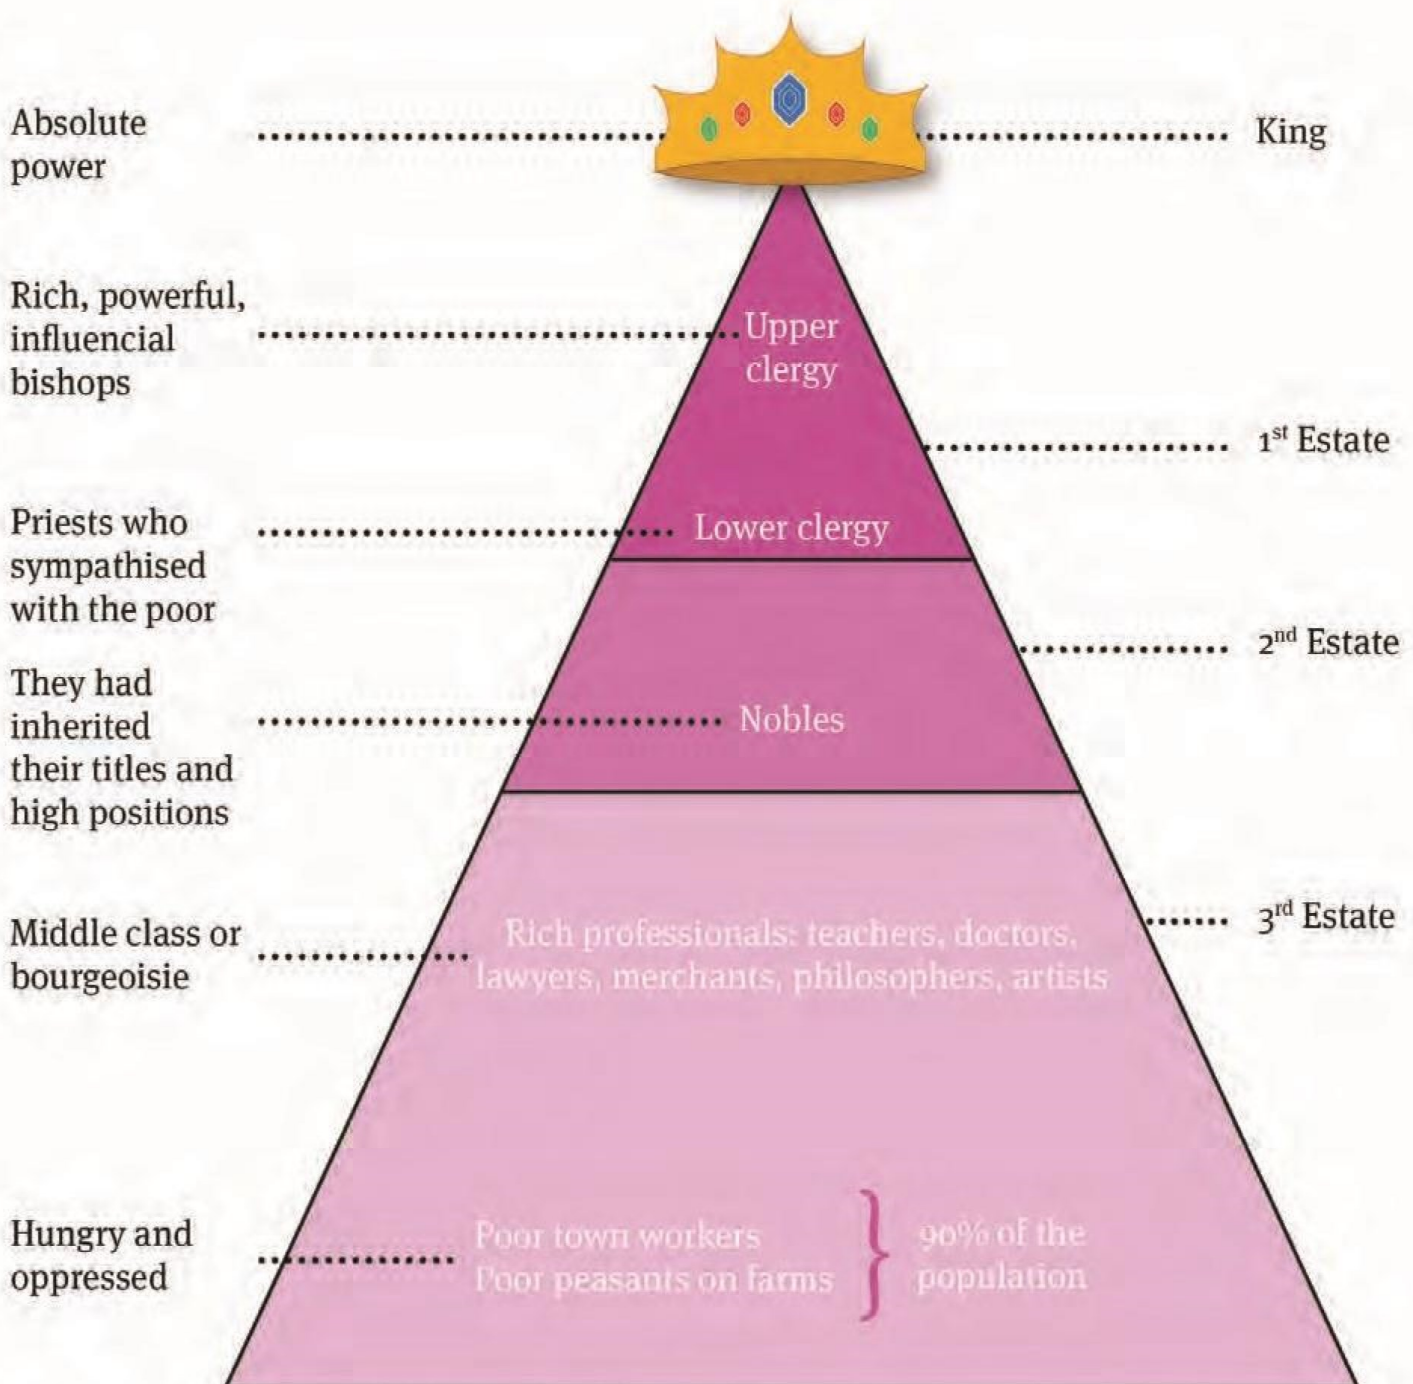 Absolute
power
King
Rich, powerful,
influencial
bishops
Upper
clergy
1st Estate
Priests who
sympathised
with the poor
Lower clergy
2nd Estate
They had
inherited
their titles and
high positions
Nobles
3rd Estate
Middle class or
bourgeoisie
Rich professionals: teachers, doctors,
lawyers, merchants, philosophers, artists
Hungry and
oppressed
Poor town workers
Poor peasants on farms
90% of the
population